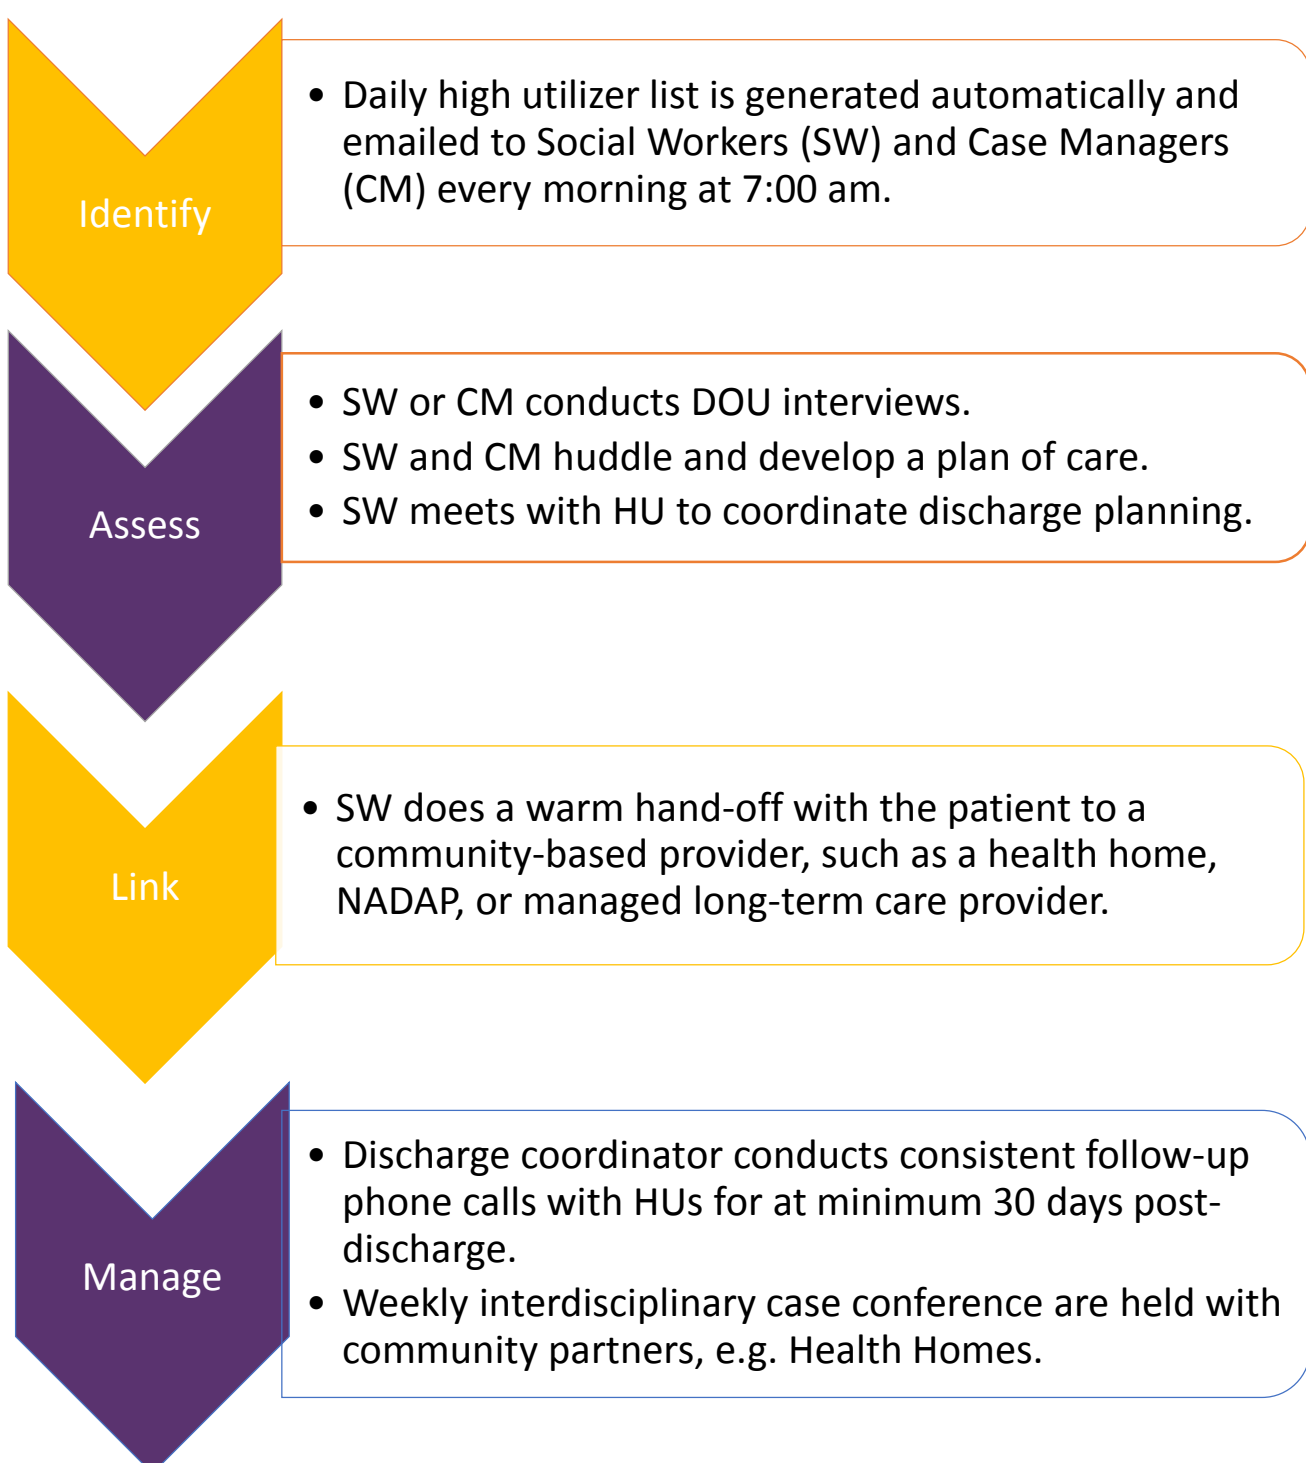 Identify
• Daily high utilizer list is generated automatically and
emailed to Social Workers (SW) and Case Managers
(CM) every morning at 7:00 am.
Assess
• SW or CM conducts DOU interviews.
• SW and CM huddle and develop a plan of care.
• SW meets with HU to coordinate discharge planning.
Link
• SW does a warm hand-off with the patient to a
community-based provider, such as a health home,
NADAP, or managed long-term care provider.
Manage
• Discharge coordinator conducts consistent follow-up
phone calls with HUs for at minimum 30 days post-
discharge.
• Weekly interdisciplinary case conference are held with
community partners, e.g. Health Homes.